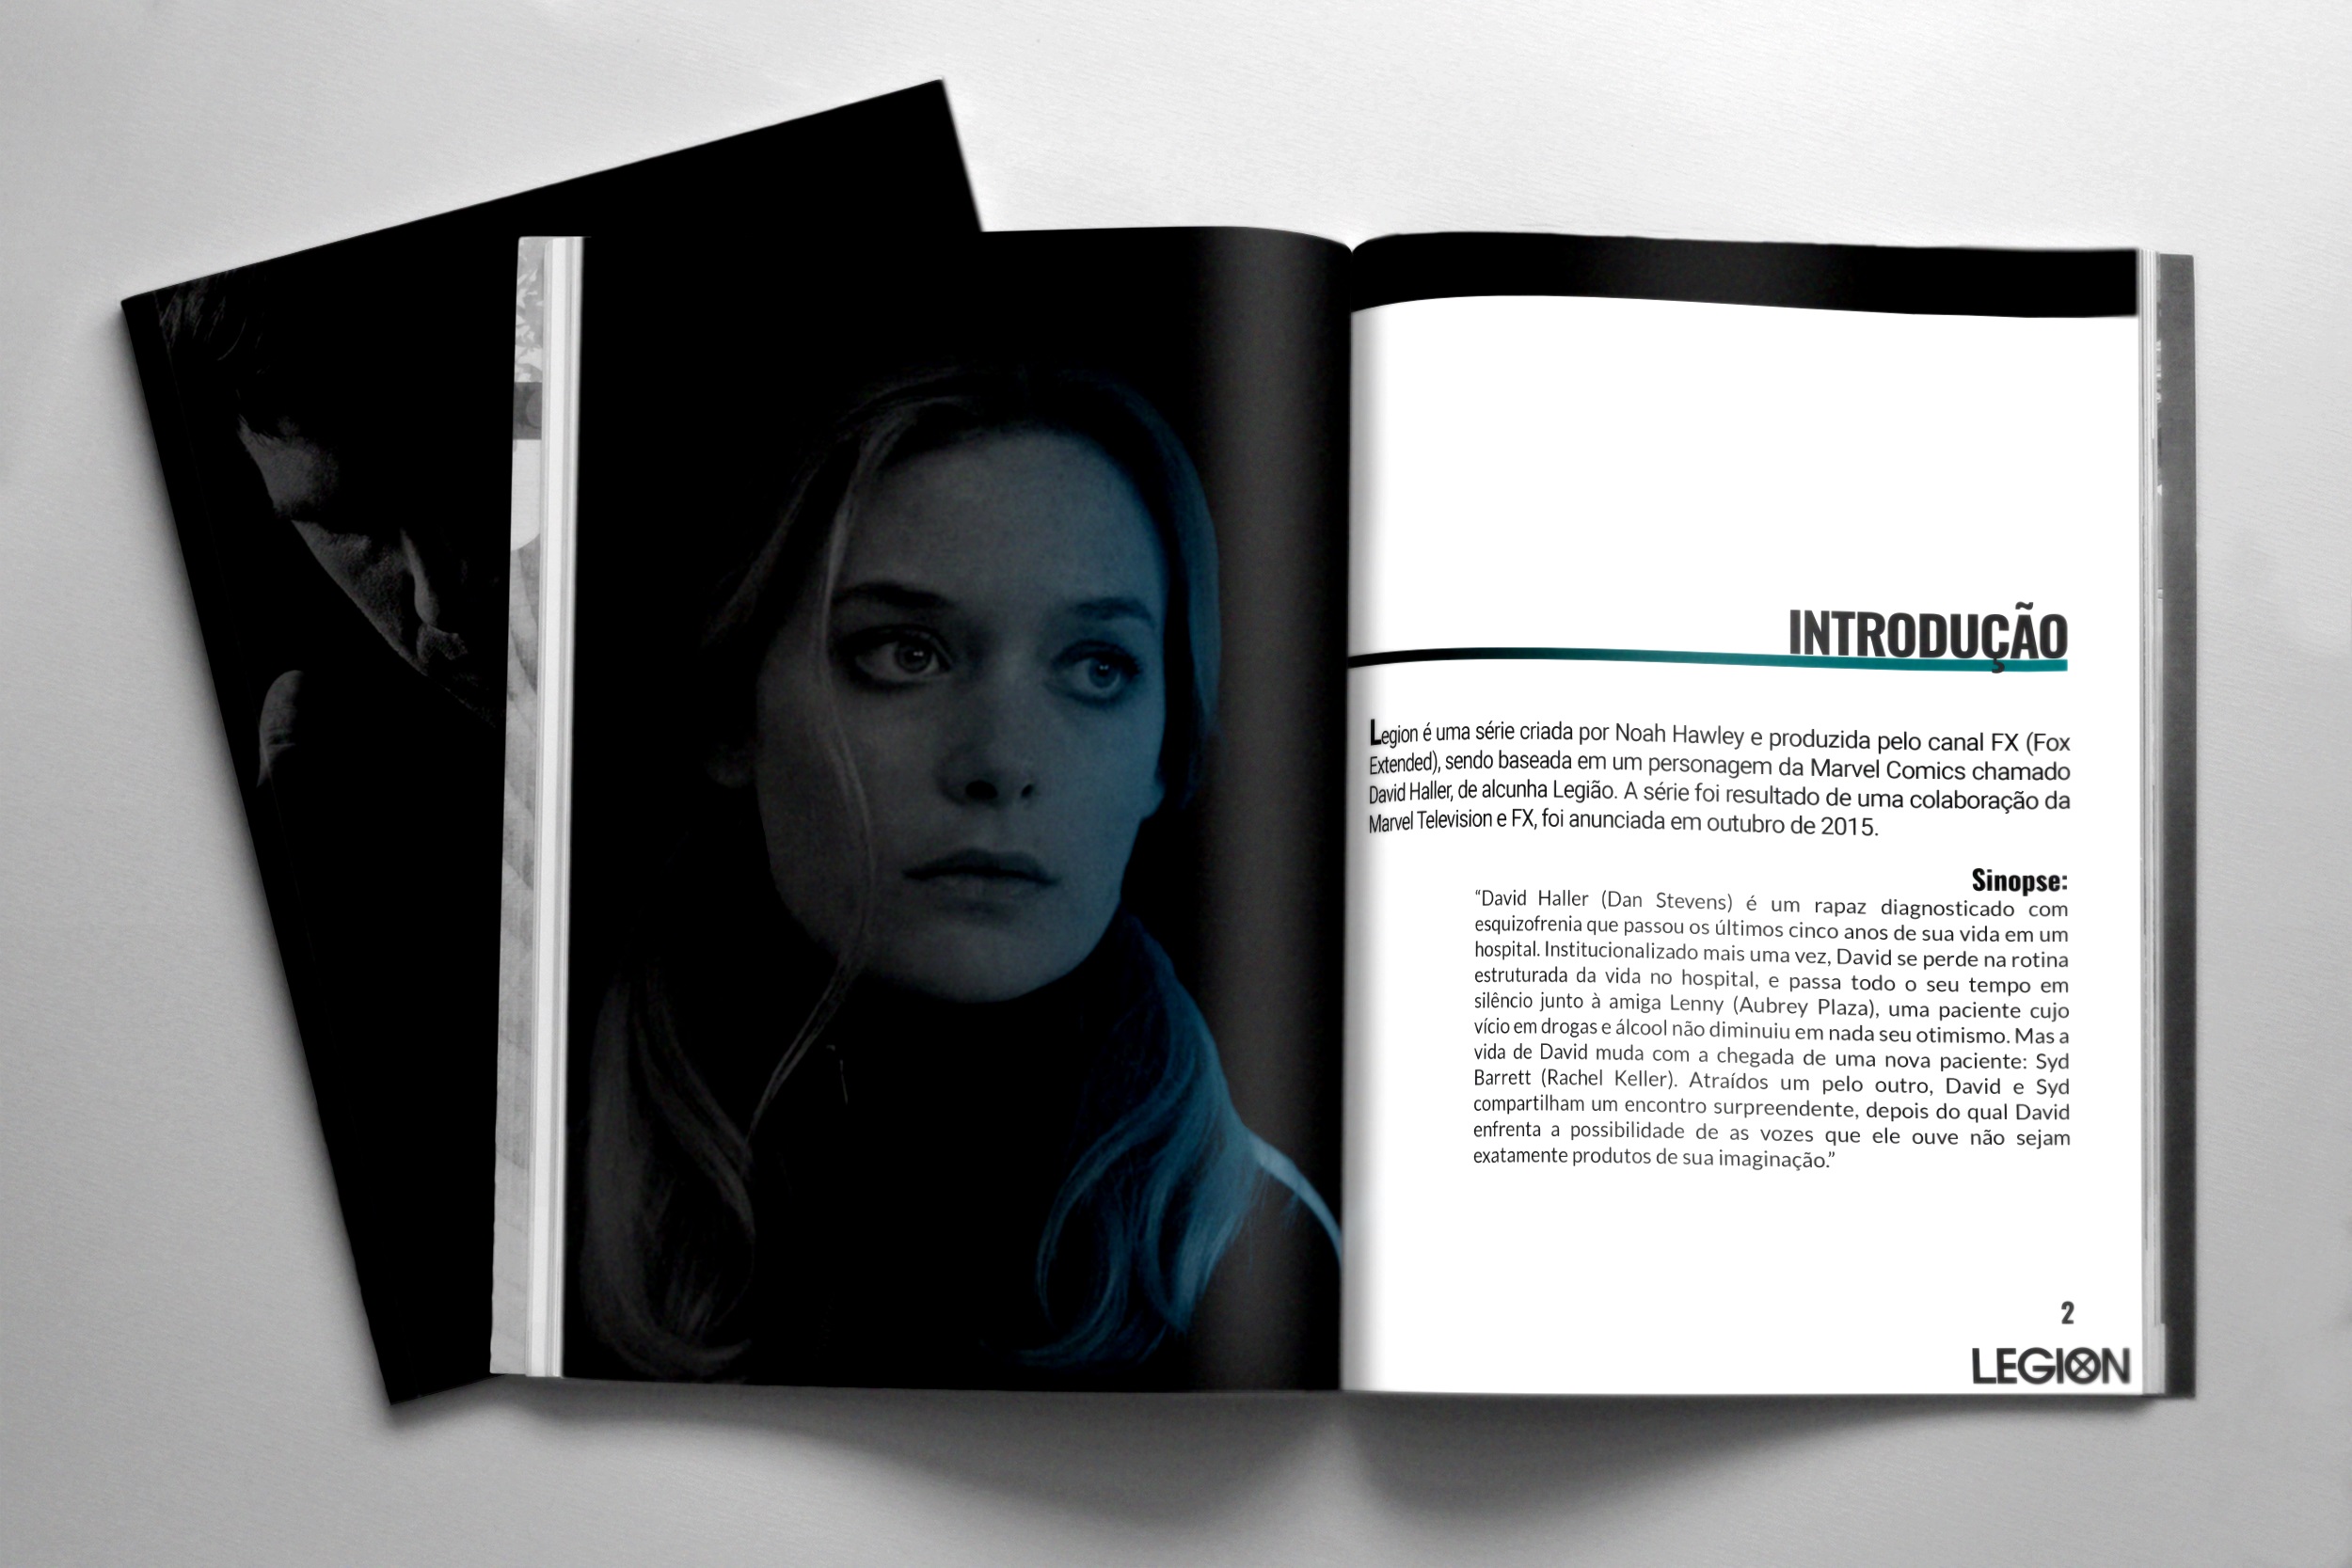 INTRODUÇÃO
Legion é uma série criada por Noah Hawley e produzida pelo canal FX (Fox
Extended), sendo baseada em um personagem da Marvel Comics chamado
David Haller, de alcunha Legião. A série foi resultado de uma colaboração da
Marvel Television e FX, foi anunciada em outubro de 2015.
Sinopse:
“David Haller (Dan Stevens) é um rapaz diagnosticado com
esquizofrenia que passou os últimos cinco anos de sua vida em um
hospital. Institucionalizado mais uma vez, David se perde na rotina
estruturada da vida no hospital, e passa todo o seu tempo em
silêncio junto à amiga Lenny (Aubrey Plaza), uma paciente cujo
vício em drogas e álcool não diminuiu em nada seu otimismo. Mas a
vida de David muda com a chegada de uma nova paciente: Syd
Barrett (Rachel Keller). Atraídos um pelo outro, David e Syd
compartilham um encontro surpreendente, depois do qual David
enfrenta a possibilidade de as vozes que ele ouve não sejam
exatamente produtos de sua imaginação.”
2
LEGION